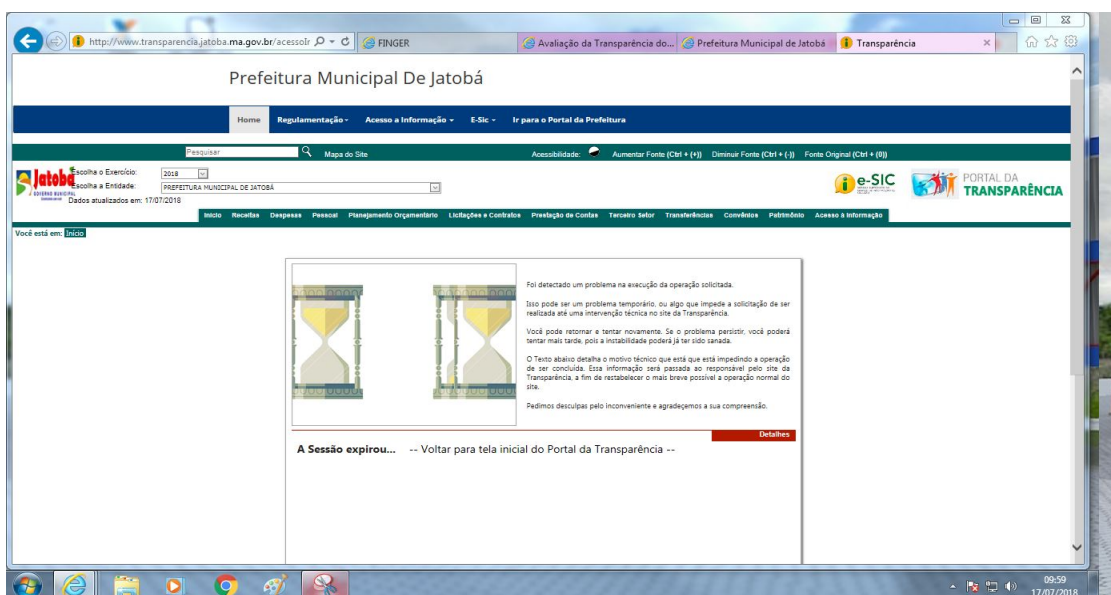 http://www.transparencia.jatoba.ma.gov.br/acessoIr
FINGER
Avaliação da Transparência do...
Prefeitura Municipal de Jatobá
Transparência
Prefeitura Municipal De Jatobá
Home Regulamentação Acesso a Informação E-Sic Ir para o Portal da Prefeitura
Pesquisar Mapa do Site Acessibilidade: Aumentar Fonte (Ctrl + (+)) Diminuir Fonte (Ctrl + (-)) Fonte Original (Ctrl + (0))
Jatobá
GOVERNO MUNICIPAL
Escolha o Exercício: 2018
Escolha a Entidade: PREFEITURA MUNICIPAL DE JATOBÁ
Dados atualizados em: 17/07/2018
e-SIC
PORTAL DA
TRANSPARÊNCIA
Início Receitas Despesas Pessoal Planejamento Orçamentário Licitações e Contratos Prestação de Contas Terceiro Setor Transferências Convênios Patrimônio Acesso à Informação
Você está em: Início
Foi detectado um problema na execução da operação solicitada.
Isso pode ser um problema temporário, ou algo que impede a solicitação de ser
realizada até uma intervenção técnica no site da Transparência.
Você pode retornar e tentar novamente. Se o problema persistir, você poderá
tentar mais tarde, pois a instabilidade poderá já ter sido sanada.
O Texto abaixo detalha o motivo técnico que está que está impedindo a operação
de ser concluída. Essa informação será passada ao responsável pelo site da
Transparência, a fim de restabelecer o mais breve possível a operação normal do
site.
Pedimos desculpas pelo inconveniente e agradeçemos a sua compreensão.
Detalhes
A Sessão expirou... -- Voltar para tela inicial do Portal da Transparência --
09:59
17/07/2018